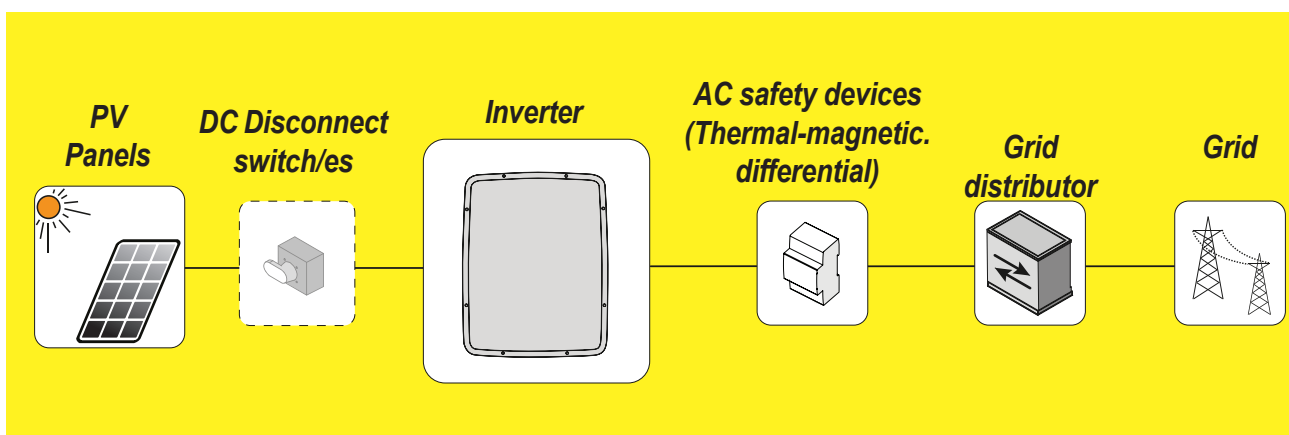 PV
Panels
DC Disconnect
switch/es
Inverter
AC safety devices
(Thermal-magnetic.
differential)
Grid
distributor
Grid